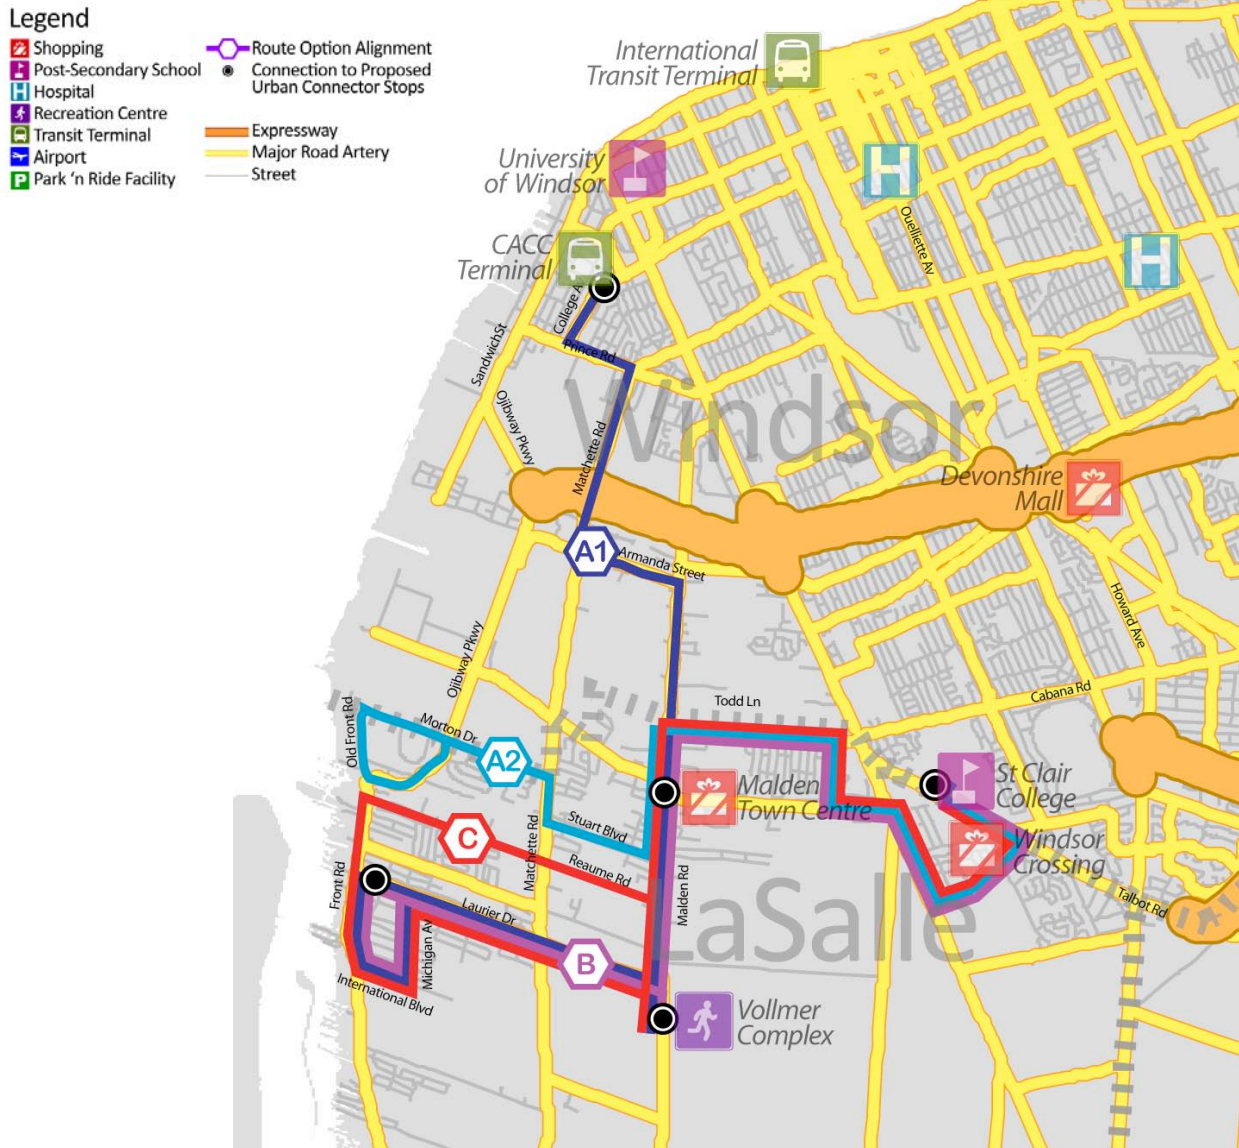 Legend
Shopping
Post-Secondary School
Hospital
Recreation Centre
Transit Terminal
Airport
P
Park ‘n Ride Facility
Route Option Alignment
Connection to Proposed
Urban Connector Stops
Expressway
Major Road Artery
Street
International
Transit Terminal
University
of Windsor
H
Ouelliette Av
H
CACC
Terminal
College A
Prince Rd
Sandwich St
Ojibway Pkwy
Matchette Rd
Windsor
Devonshire
Mall
A1
Armanda Street
Howard Ave
Ojibway Pkwy
Cabana Rd
Todd Ln
Old Front Rd
Morton Dr
A2
Malden
Town Centre
St Clair
College
Stuart Blvd
Matchette Rd
C
Reaume Rd
Windsor
Crossing
Front Rd
Malden Rd
Talbot Rd
LaSalle
Laurier Dr
Michigan Av
B
International Blvd
Vollmer
Complex